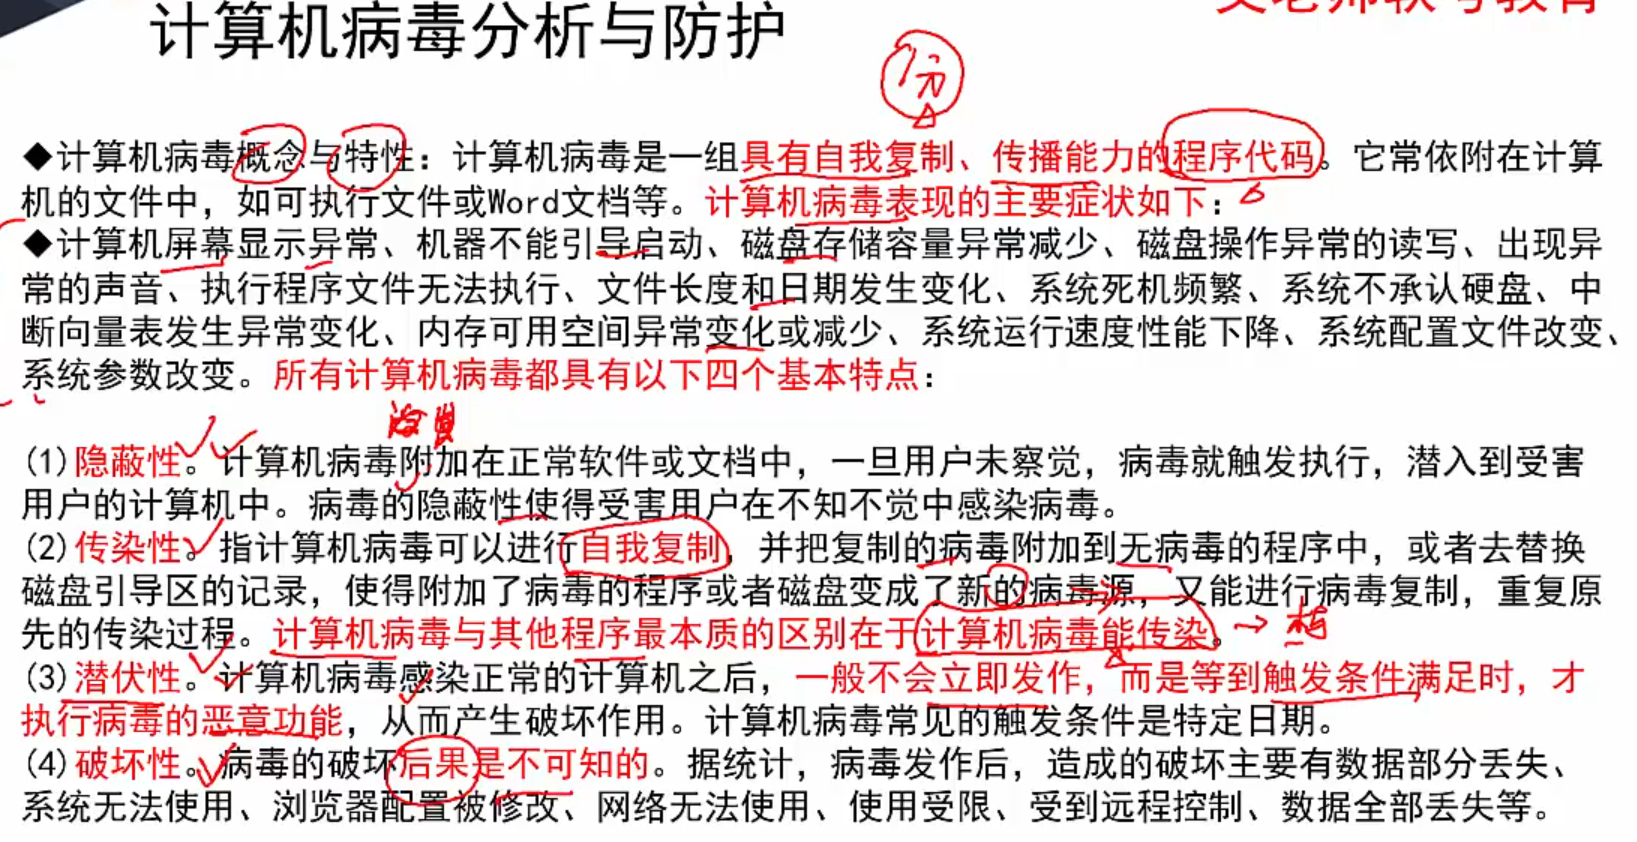 计算机病毒分析与防护
1分
◆计算机病毒概念与特性：计算机病毒是一组具有自我复制、传播能力的程序代码。它常依附在计算
机的文件中，如可执行文件或Word文档等。计算机病毒表现的主要症状如下：
◆计算机屏幕显示异常、机器不能引导启动、磁盘存储容量异常减少、磁盘操作异常的读写、出现异
常的声音、执行程序文件无法执行、文件长度和日期发生变化、系统死机频繁、系统不承认硬盘、中
断向量表发生异常变化、内存可用空间异常变化或减少、系统运行速度性能下降、系统配置文件改变、
系统参数改变。所有计算机病毒都具有以下四个基本特点：
(1)隐蔽性。计算机病毒附加在正常软件或文档中，一旦用户未察觉，病毒就触发执行，潜入到受害
用户的计算机中。病毒的隐蔽性使得受害用户在不知不觉中感染病毒。
(2)传染性。指计算机病毒可以进行自我复制，并把复制的病毒附加到无病毒的程序中，或者去替换
磁盘引导区的记录，使得附加了病毒的程序或者磁盘变成了新的病毒源，又能进行病毒复制，重复原
先的传染过程。计算机病毒与其他程序最本质的区别在于计算机病毒能传染。
(3)潜伏性。计算机病毒感染正常的计算机之后，一般不会立即发作，而是等到触发条件满足时，才
执行病毒的恶意功能，从而产生破坏作用。计算机病毒常见的触发条件是特定日期。
(4)破坏性。病毒的破坏后果是不可知的。据统计，病毒发作后，造成的破坏主要有数据部分丢失、
系统无法使用、浏览器配置被修改、网络无法使用、使用受限、受到远程控制、数据全部丢失等。